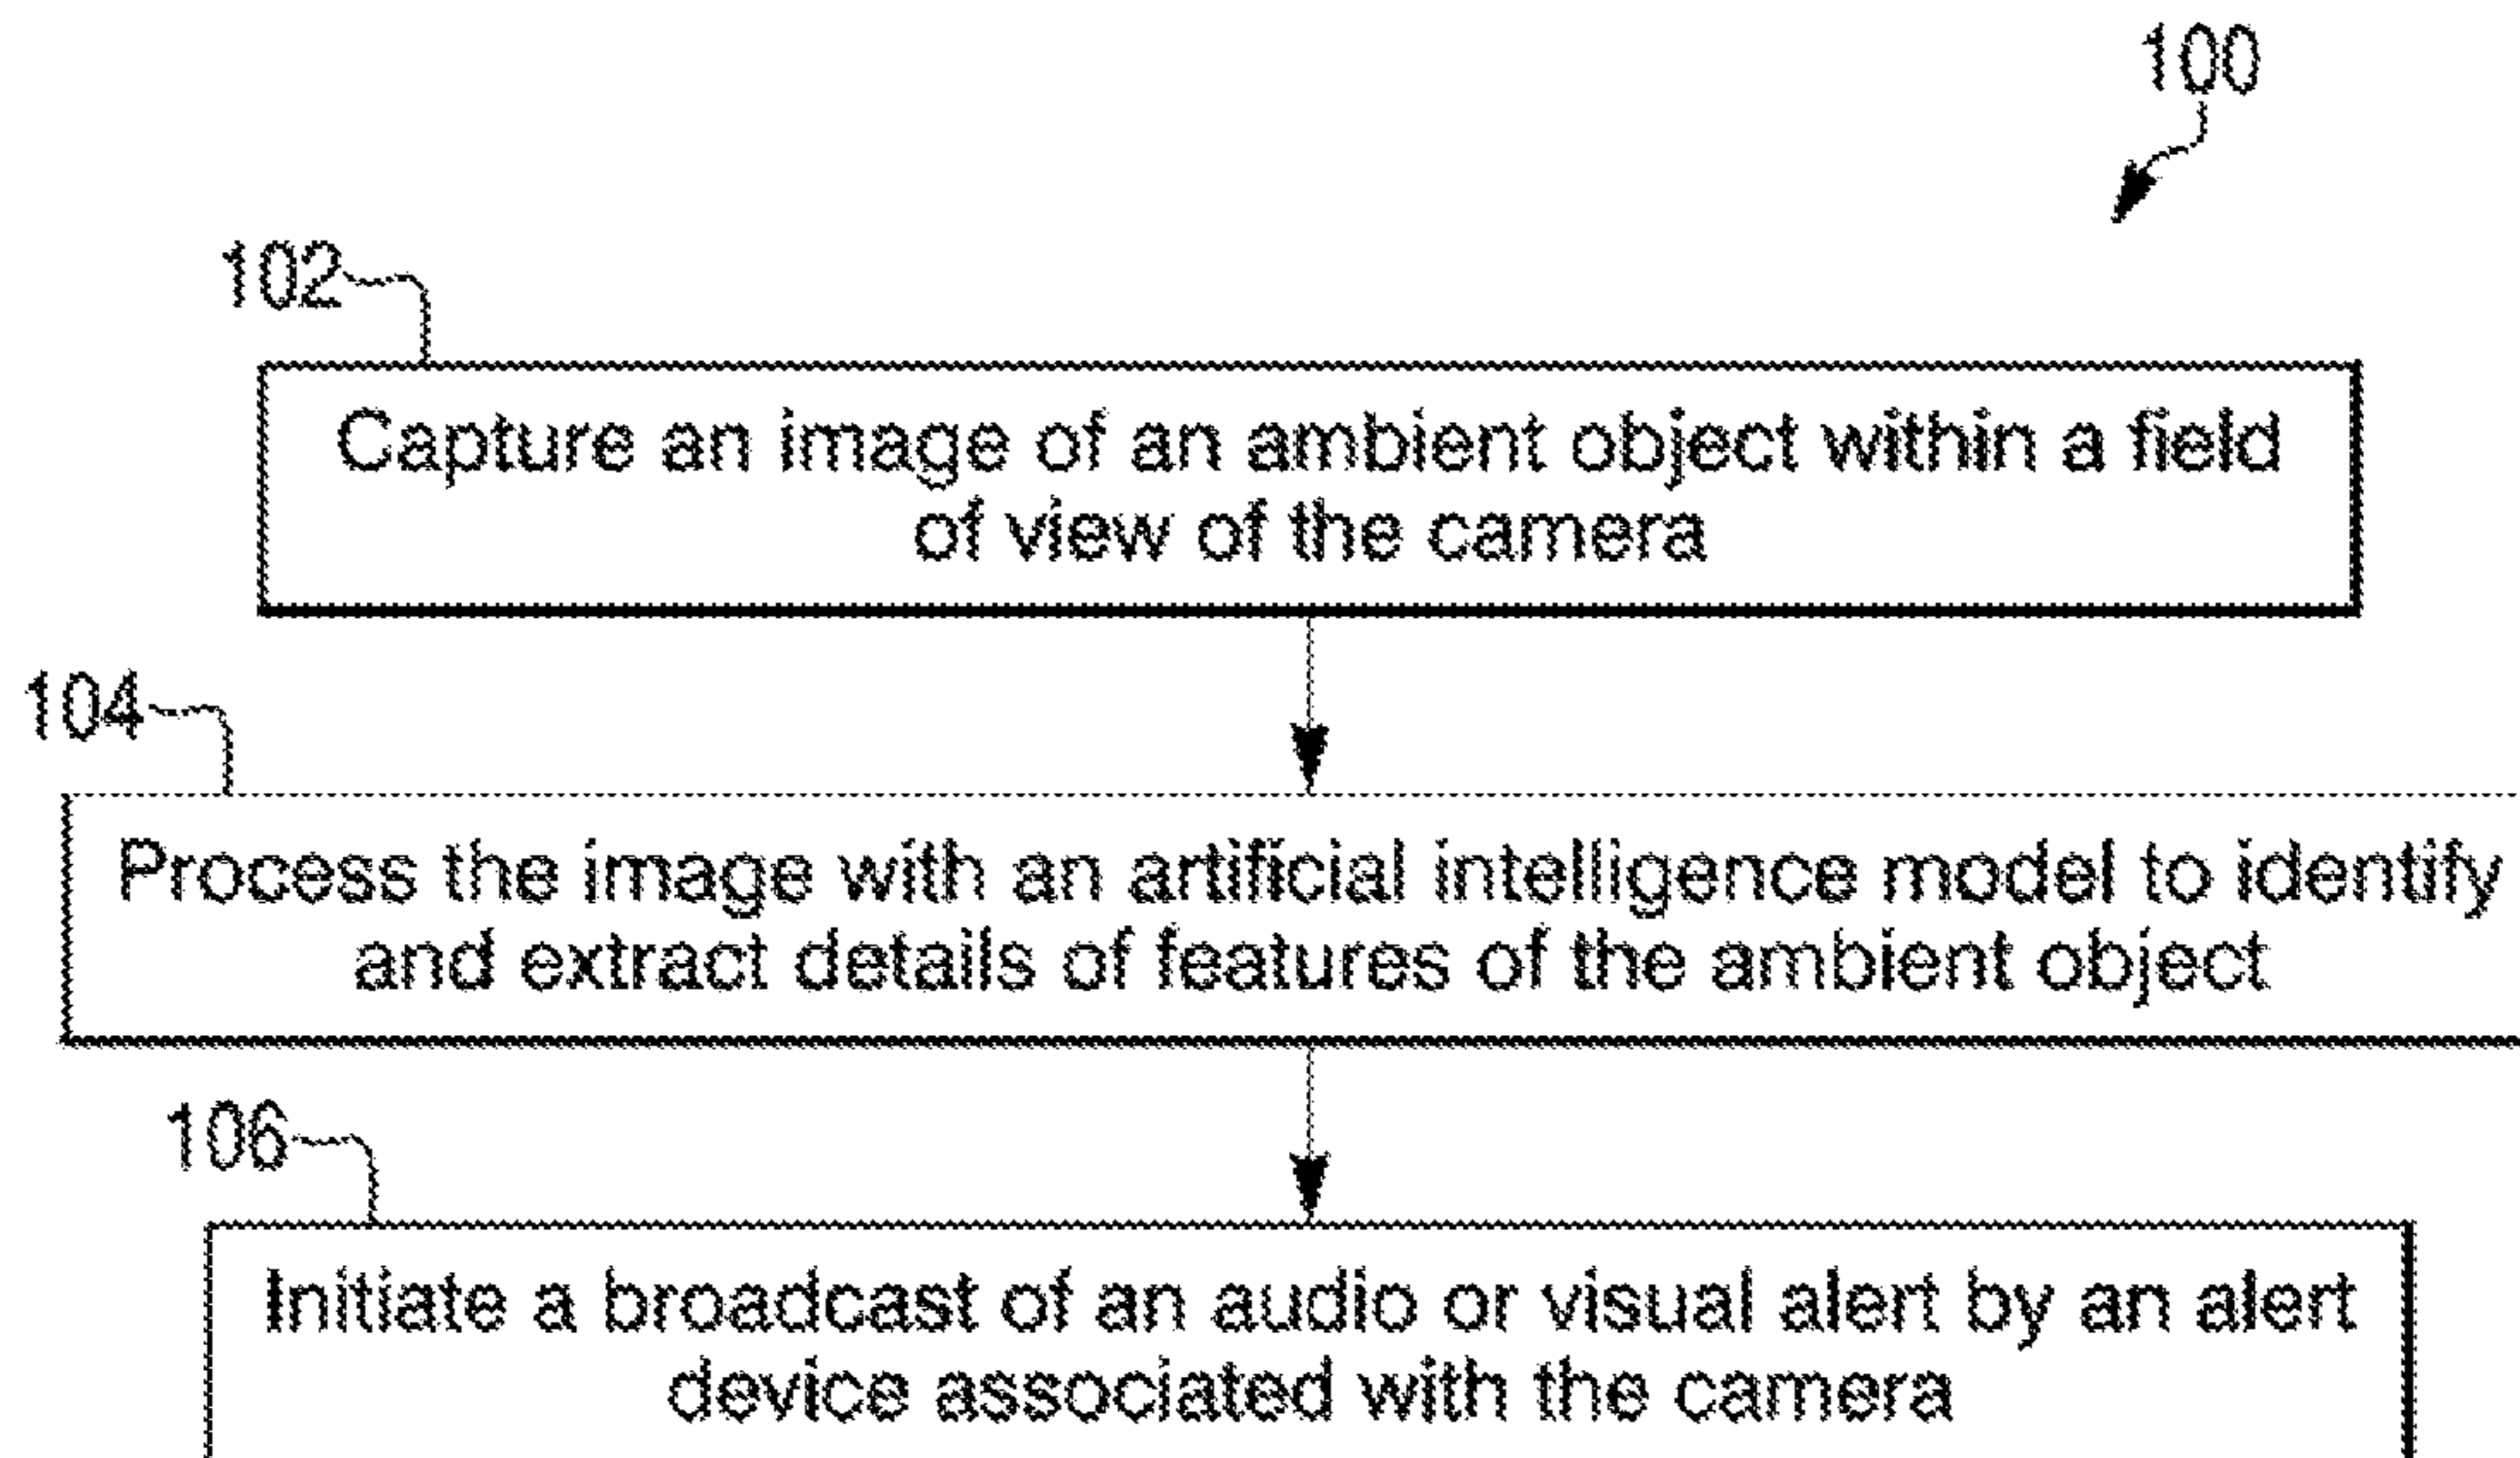 100
102
Capture an image of an ambient object within a field
of view of the camera
104
Process the image with an artificial intelligence model to identify
and extract details of features of the ambient object
106
Initiate a broadcast of an audio or visual alert by an alert
device associated with the camera